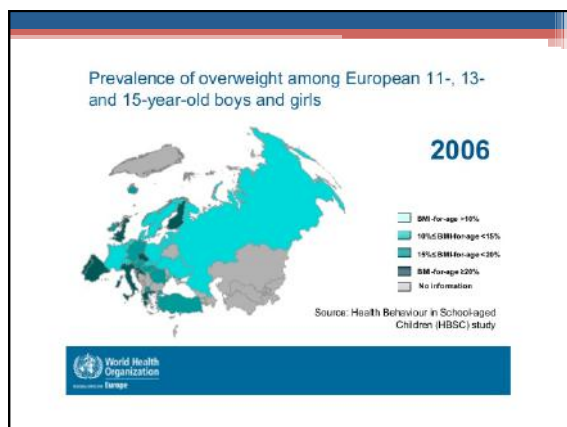 Prevalence of overweight among European 11-, 13-
and 15-year-old boys and girls
2006
BMI-for-age >10%
10%≤BMI-for-age <15%
15%≤BMI-for-age <20%
BMI-for-age ≥20%
No information
Source: Health Behaviour in School-aged
Children (HBSC) study
World Health
Organization
Europe